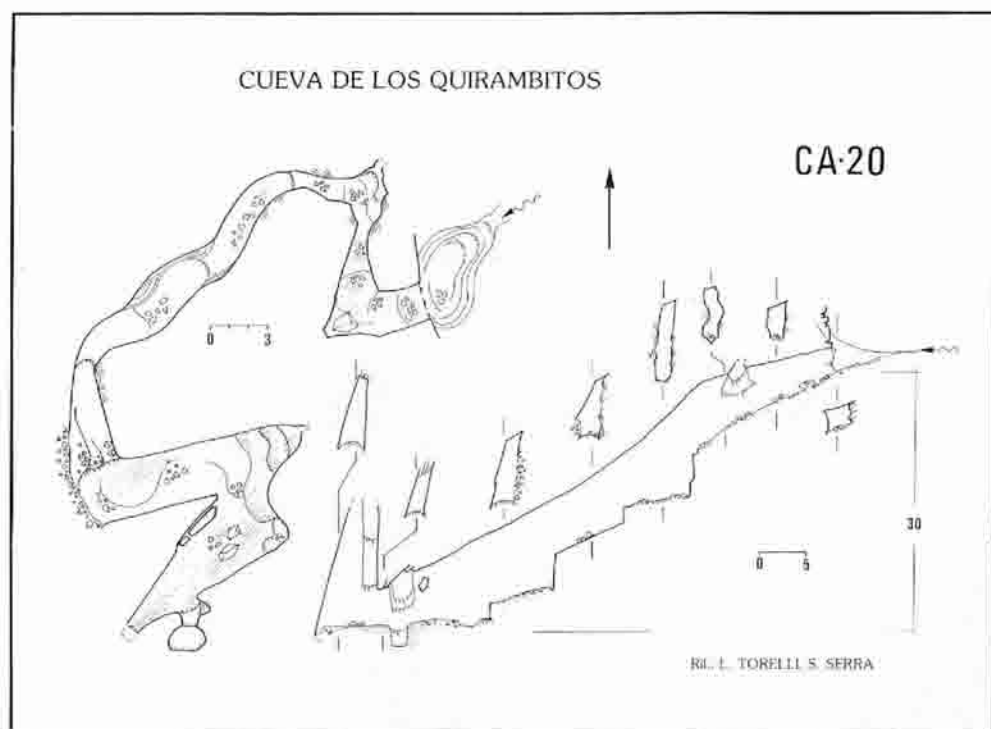 CUEVA DE LOS QUIRAMBITOS
CA·20
0 3
30
0 5
Ril. L. TORELLI, S. SERRA